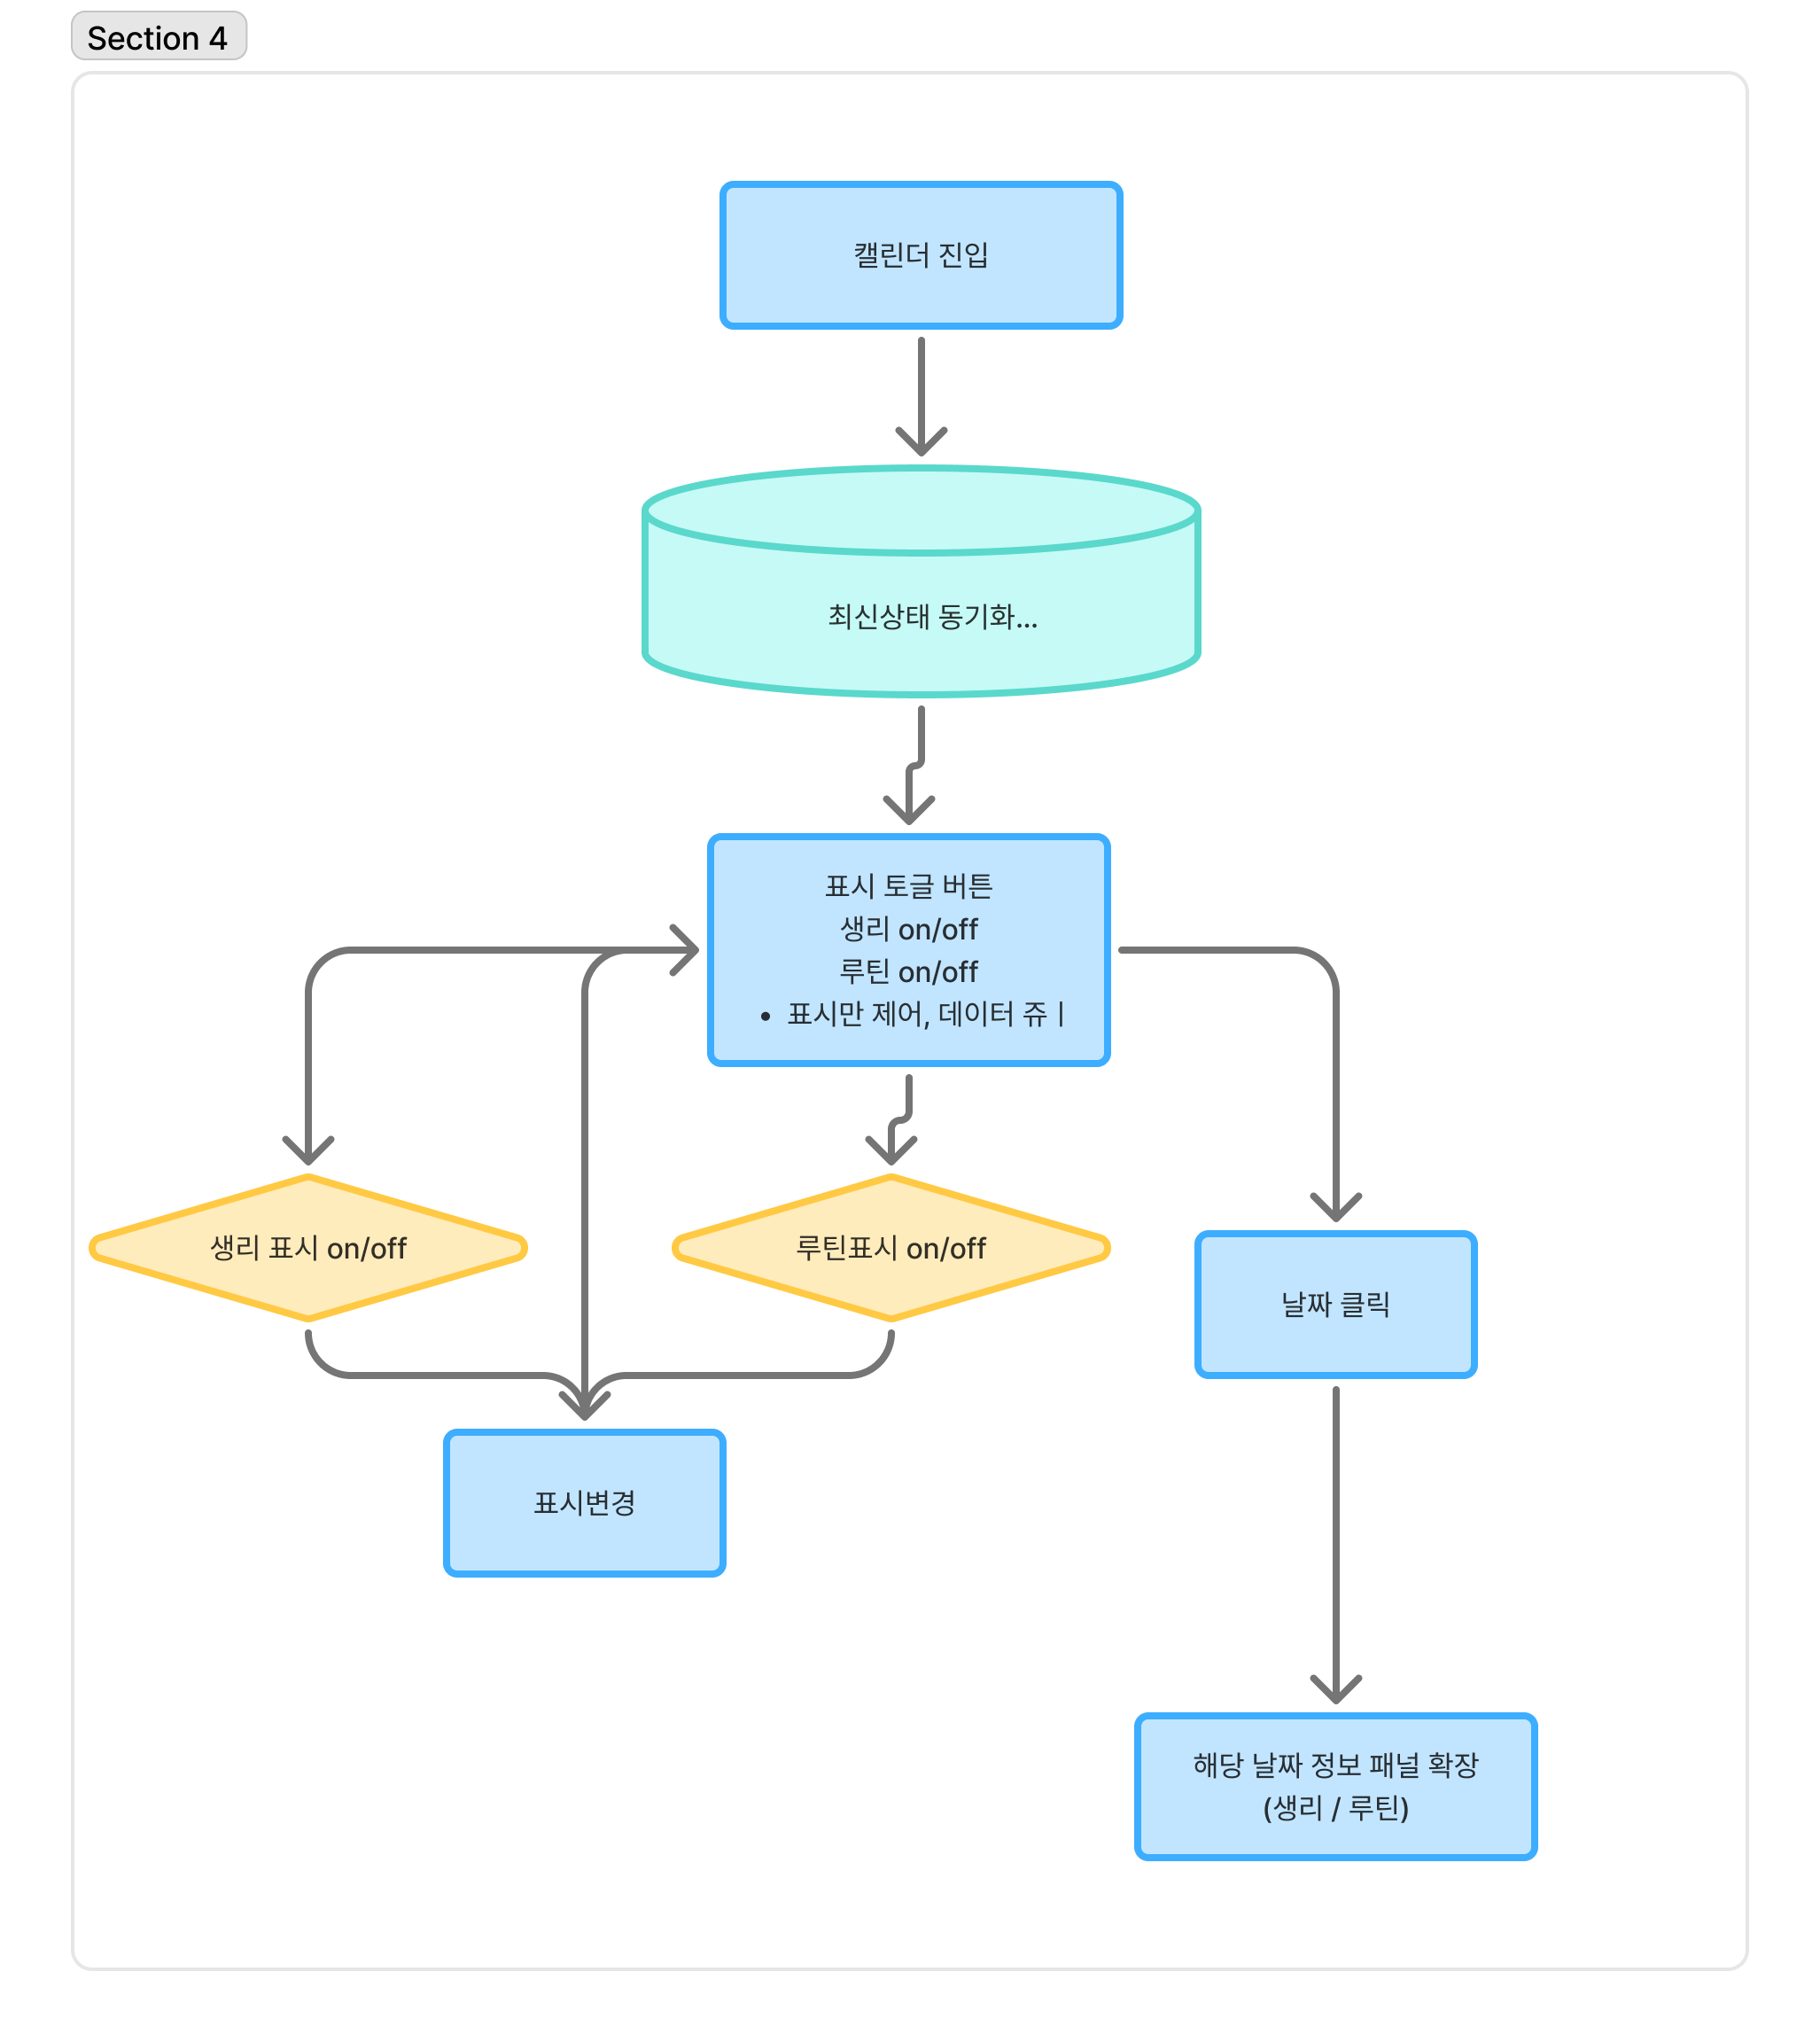 Section 4
캘린더 진입
최신상태 동기화...
표시 토글 버튼
생리 on/off
루틴 on/off
• 표시만 제어, 데이터 쥬ㅣ
생리 표시 on/off
루틴표시 on/off
날짜 클릭
표시변경
해당 날짜 정보 패널 확장
(생리 / 루틴)